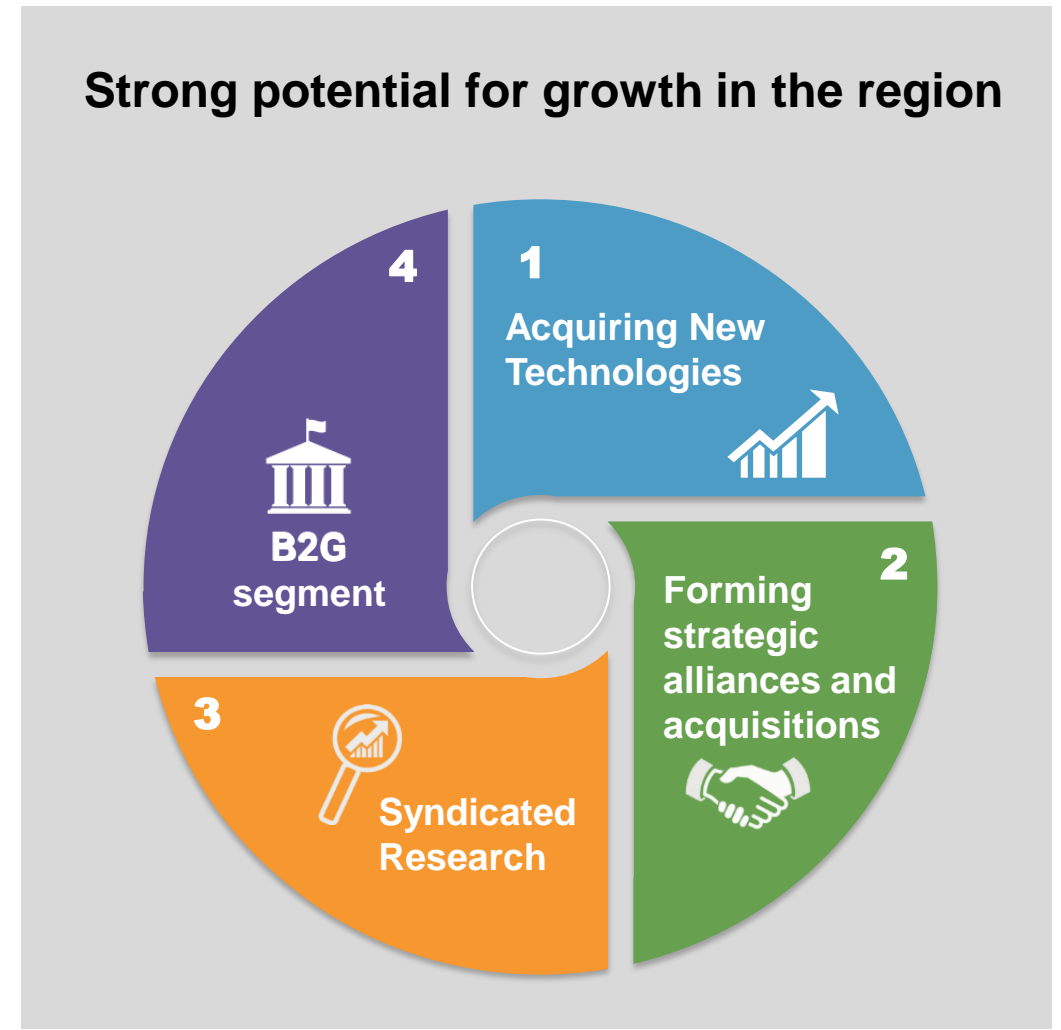 Strong potential for growth in the region
1
Acquiring New
Technologies
2
Forming
strategic
alliances and
acquisitions
3
Syndicated
Research
4
B2G
segment